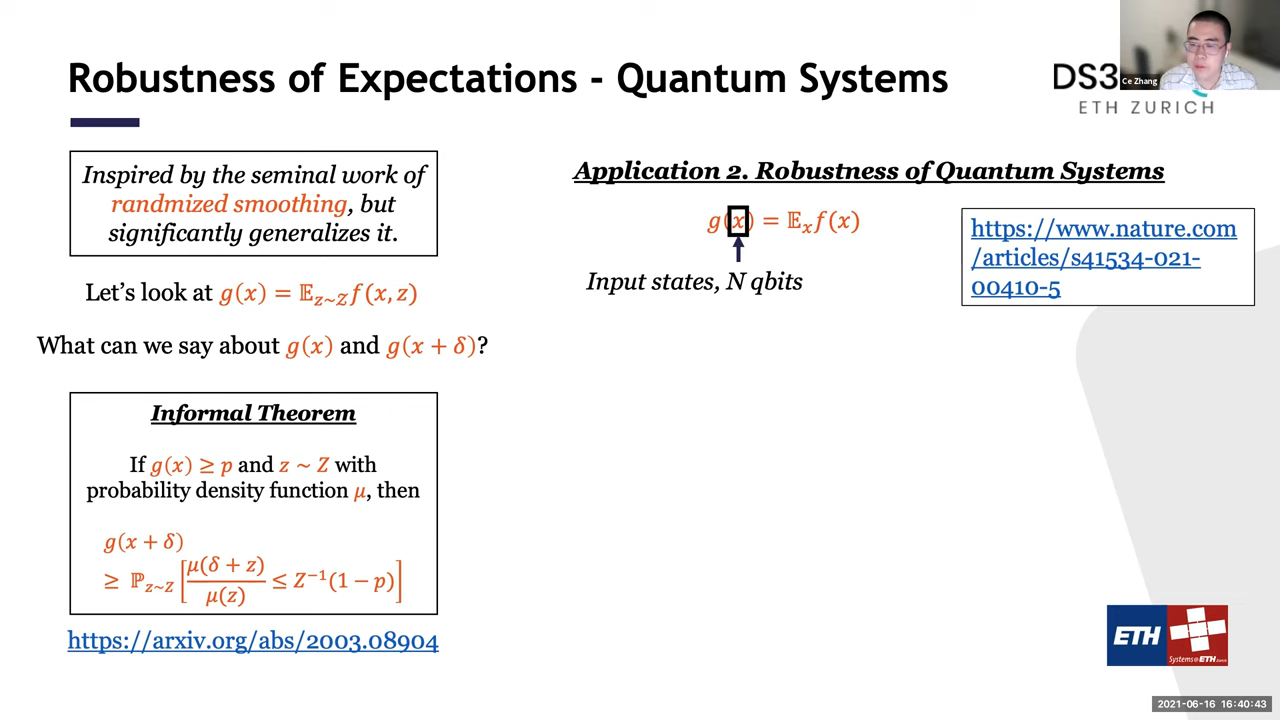 Robustness of Expectations - Quantum Systems
DS3
ETH ZURICH
Ce Zhang
Inspired by the seminal work of
randmized smoothing, but
significantly generalizes it.
Let's look at g(x) = 𝔼z~𝒵 f(x, z)
What can we say about g(x) and g(x + δ)?
Informal Theorem
If g(x) ≥ p and z ~ Z with
probability density function μ, then
g(x + δ)
≥ ℙz~Z [μ(δ + z) / μ(z) ≤ Z⁻¹(1 − p)]
https://arxiv.org/abs/2003.08904
Application 2. Robustness of Quantum Systems
g(x) = 𝔼x f(x)
Input states, N qbits
https://www.nature.com
/articles/s41534-021-
00410-5
ETH
Systems@ETH Zürich
2021-06-16 16:40:43